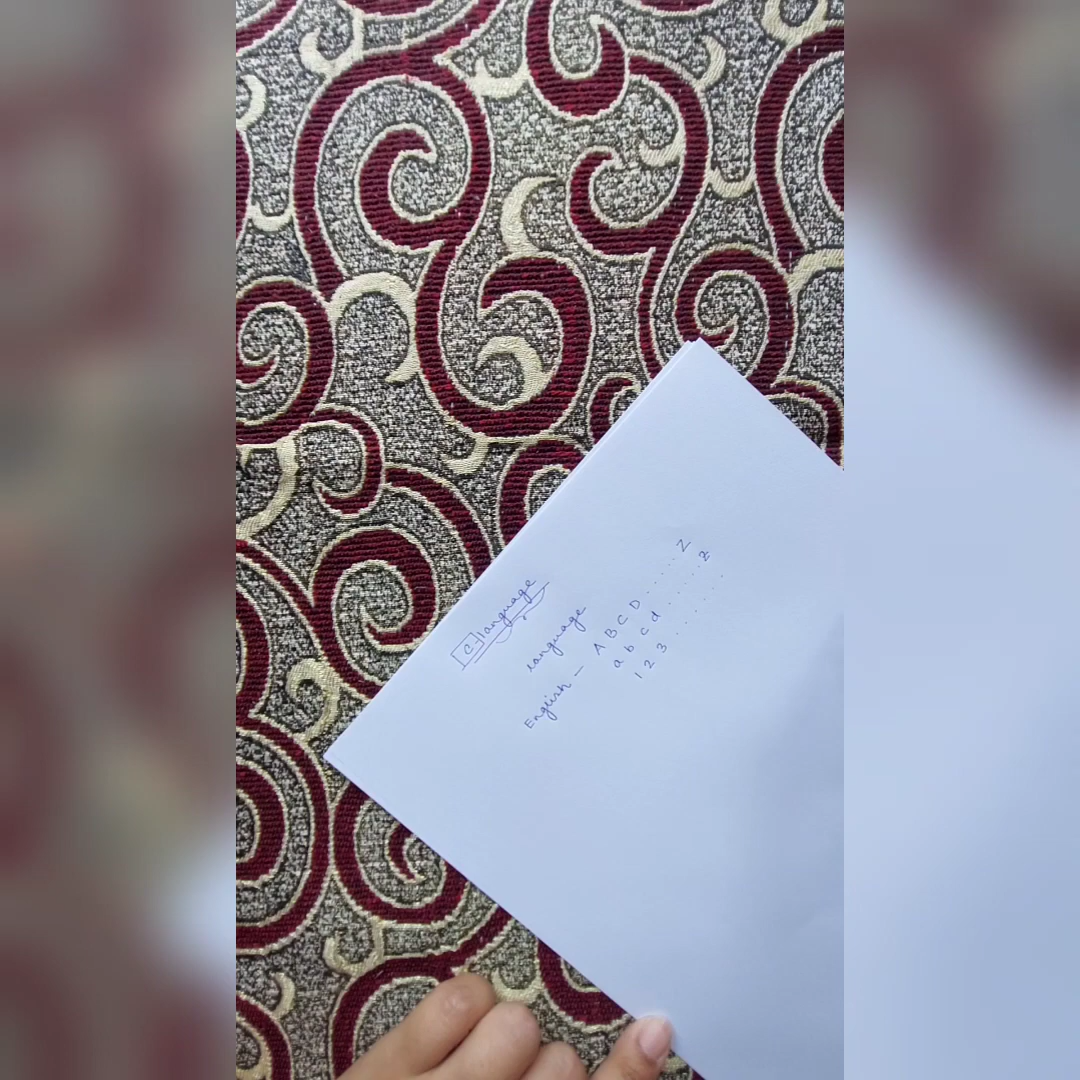 C-language
language
English - A B C D ...... Z
a b c d ...... z
1 2 3 ......